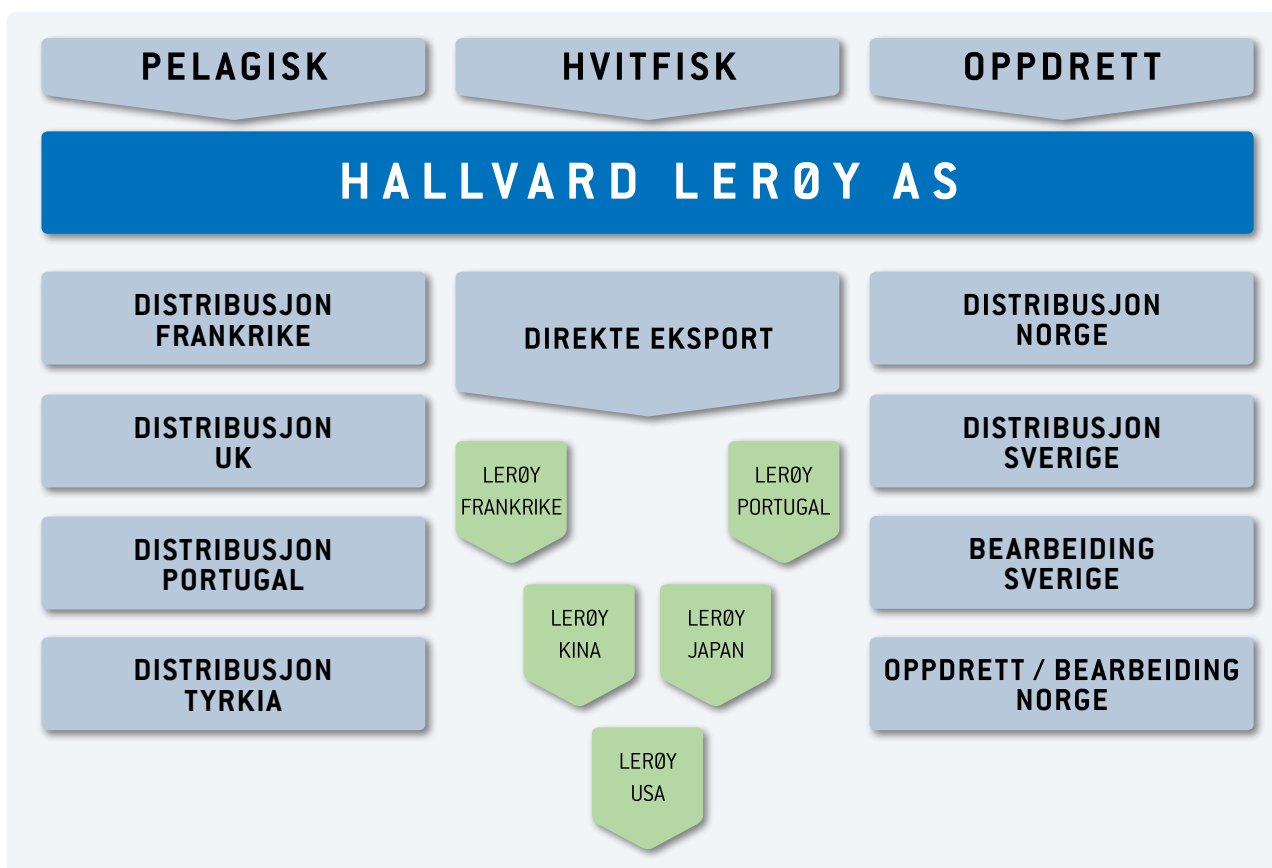 PELAGISK
HVITFISK
OPPDRETT
HALLVARD LERØY AS
DISTRIBUSJON
FRANKRIKE
DISTRIBUSJON
UK
DISTRIBUSJON
PORTUGAL
DISTRIBUSJON
TYRKIA
DIREKTE EKSPORT
LERØY
FRANKRIKE
LERØY
PORTUGAL
LERØY
KINA
LERØY
JAPAN
LERØY
USA
DISTRIBUSJON
NORGE
DISTRIBUSJON
SVERIGE
BEARBEIDING
SVERIGE
OPPDRETT / BEARBEIDING
NORGE